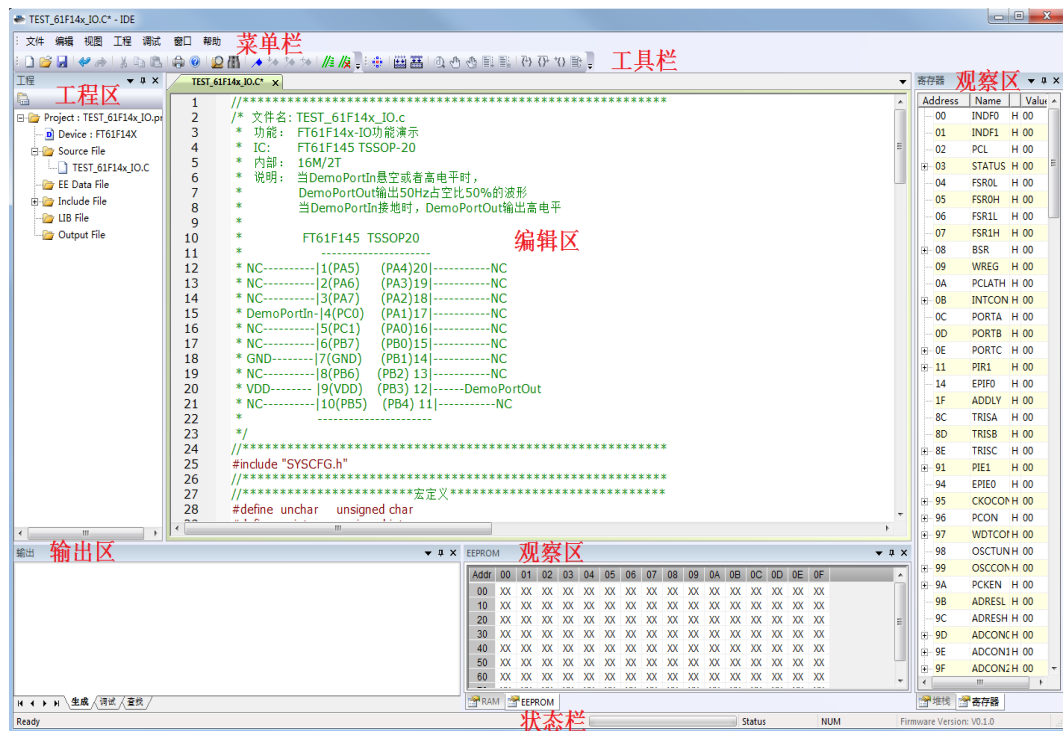 TEST_61F14x_IO.C* - IDE
文件 编辑 视图 工程 调试 窗口 帮助
菜单栏
工具栏
工程
工程区
Project : TEST_61F14x_IO.pr
Device : FT61F14X
Source File
TEST_61F14x_IO.C
EE Data File
Include File
LIB File
Output File
TEST_61F14x_IO.C* x
1 //*********************************************************
2 /* 文件名: TEST_61F14x_IO.c
3 * 功能: FT61F14x-IO功能演示
4 * IC: FT61F145 TSSOP-20
5 * 内部: 16M/2T
6 * 说明: 当DemoPortIn悬空或者高电平时，
7 * DemoPortOut输出50Hz占空比50%的波形
8 * 当DemoPortIn接地时，DemoPortOut输出高电平
9 *
10 * FT61F145 TSSOP20
编辑区
11 * --------------------
12 * NC----------|1(PA5) (PA4)20|----------NC
13 * NC----------|2(PA6) (PA3)19|----------NC
14 * NC----------|3(PA7) (PA2)18|----------NC
15 * DemoPortIn-|4(PC0) (PA1)17|----------NC
16 * NC----------|5(PC1) (PA0)16|----------NC
17 * NC----------|6(PB7) (PB0)15|----------NC
18 * GND--------|7(GND) (PB1)14|----------NC
19 * NC----------|8(PB6) (PB2) 13|----------NC
20 * VDD-------- |9(VDD) (PB3) 12|------DemoPortOut
21 * NC----------|10(PB5) (PB4) 11|-----------NC
22 * ---------------------
23 */
24 //*********************************************************
25 #include "SYSCFG.h"
26 //*********************************************************
27 //***********************宏定义*****************************
28 #define unchar unsigned char
寄存器
观察区
Address Name Value
00 INDF0 H 00
01 INDF1 H 00
02 PCL H 00
03 STATUS H 00
04 FSR0L H 00
05 FSR0H H 00
06 FSR1L H 00
07 FSR1H H 00
08 BSR H 00
09 WREG H 00
0A PCLATH H 00
0B INTCON H 00
0C PORTA H 00
0D PORTB H 00
0E PORTC H 00
11 PIR1 H 00
14 EPIF0 H 00
1F ADDLY H 00
8C TRISA H 00
8D TRISB H 00
8E TRISC H 00
91 PIE1 H 00
94 EPIE0 H 00
95 CKOCON H 00
96 PCON H 00
97 WDTCON H 00
98 OSCTUN H 00
99 OSCCON H 00
9A PCKEN H 00
9B ADRESL H 00
9C ADRESH H 00
9D ADCON0 H 00
9E ADCON1 H 00
9F ADCON2 H 00
堆栈 寄存器
输出
输出区
生成 调试 查找
EEPROM
观察区
Addr 00 01 02 03 04 05 06 07 08 09 0A 0B 0C 0D 0E 0F
00 XX XX XX XX XX XX XX XX XX XX XX XX XX XX XX XX
10 XX XX XX XX XX XX XX XX XX XX XX XX XX XX XX XX
20 XX XX XX XX XX XX XX XX XX XX XX XX XX XX XX XX
30 XX XX XX XX XX XX XX XX XX XX XX XX XX XX XX XX
40 XX XX XX XX XX XX XX XX XX XX XX XX XX XX XX XX
50 XX XX XX XX XX XX XX XX XX XX XX XX XX XX XX XX
60 XX XX XX XX XX XX XX XX XX XX XX XX XX XX XX XX
RAM EEPROM
Ready
状态栏
Status NUM Firmware Version: V0.1.0